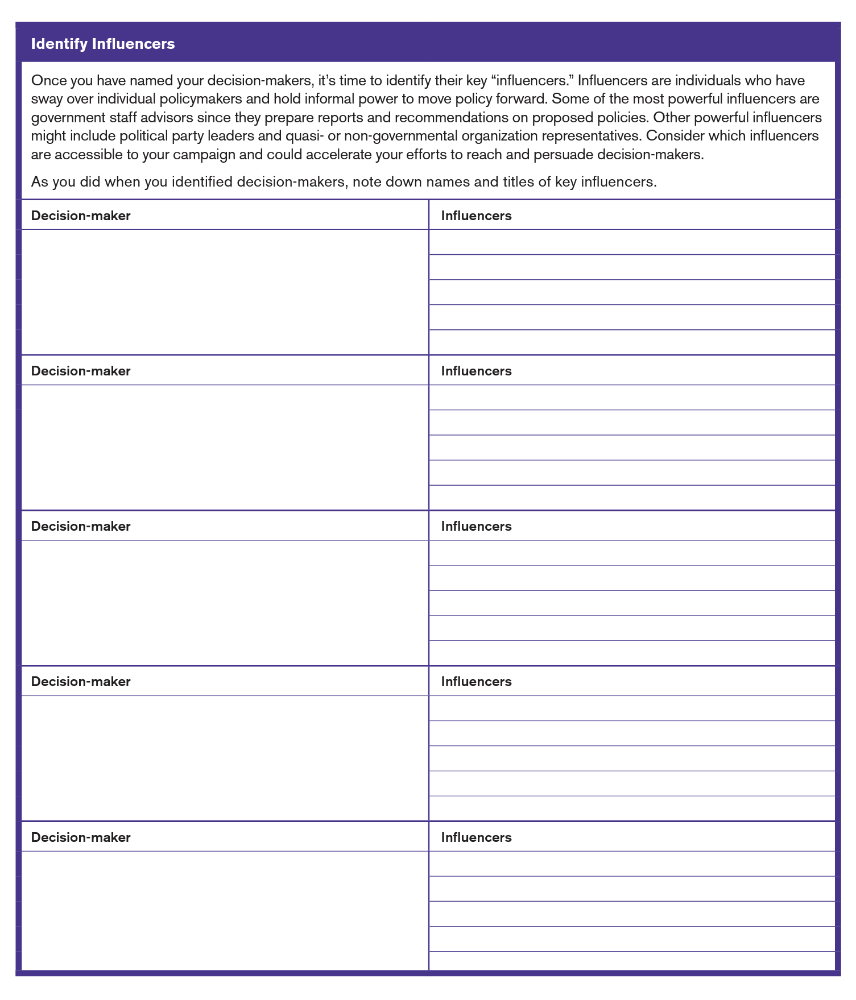 Identify Influencers
Once you have named your decision-makers, it’s time to identify their key “influencers.” Influencers are individuals who have
sway over individual policymakers and hold informal power to move policy forward. Some of the most powerful influencers are
government staff advisors since they prepare reports and recommendations on proposed policies. Other powerful influencers
might include political party leaders and quasi- or non-governmental organization representatives. Consider which influencers
are accessible to your campaign and could accelerate your efforts to reach and persuade decision-makers.
As you did when you identified decision-makers, note down names and titles of key influencers.
Decision-maker Influencers
Decision-maker Influencers
Decision-maker Influencers
Decision-maker Influencers
Decision-maker Influencers